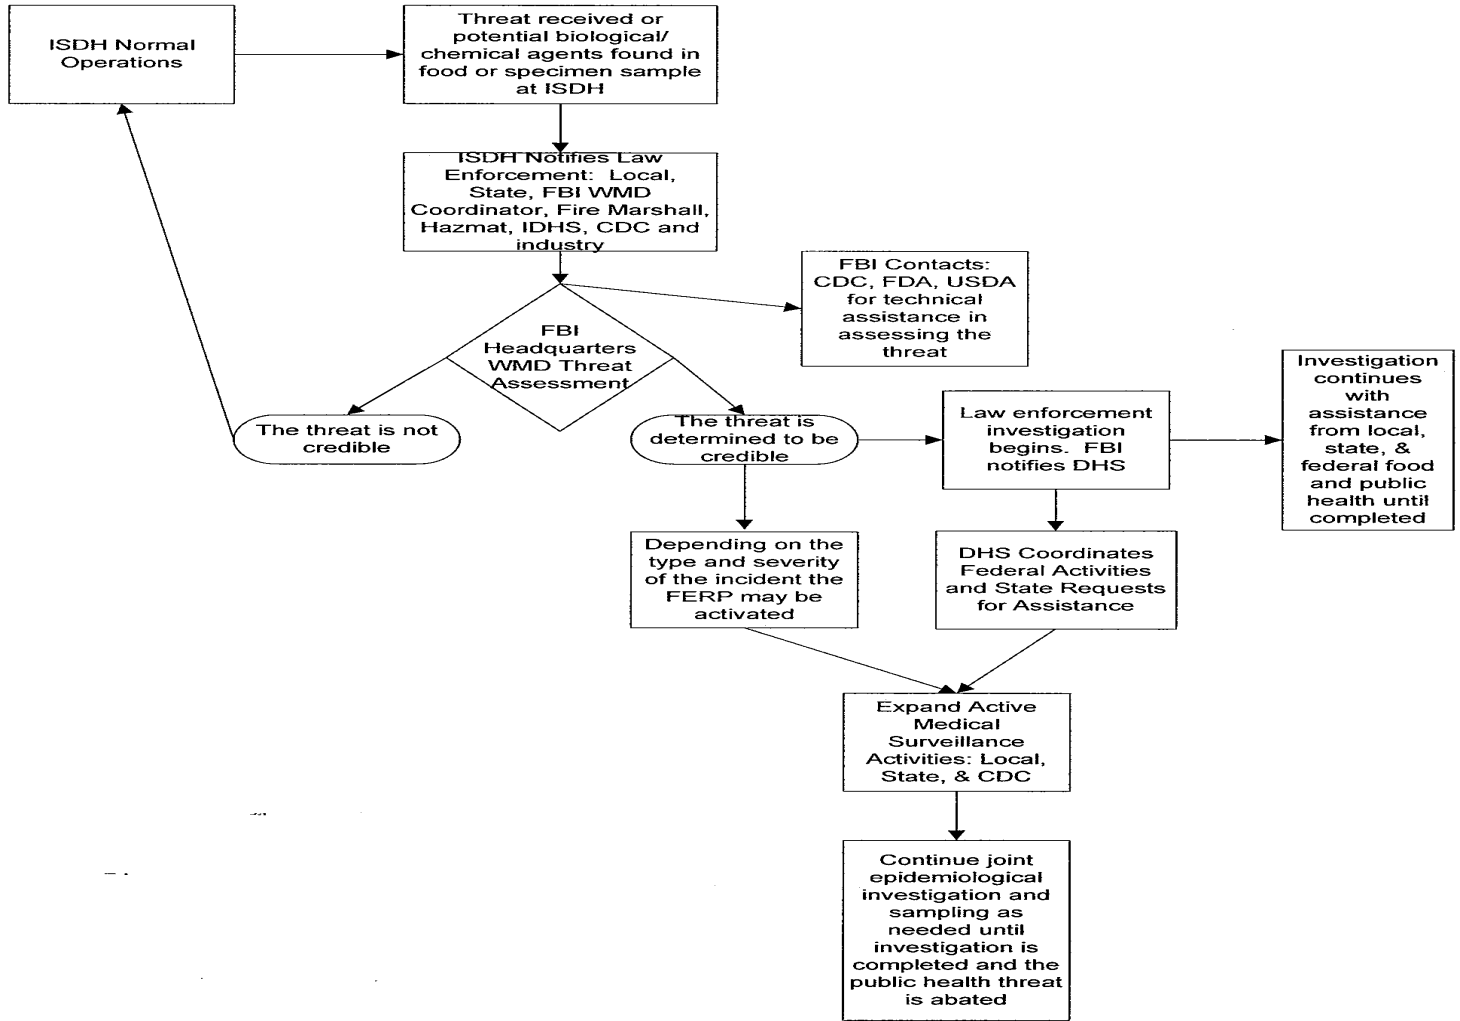 ISDH Normal
Operations
Threat received or
potential biological/
chemical agents found in
food or specimen sample
at ISDH
ISDH Notifies Law
Enforcement: Local,
State, FBI WMD
Coordinator, Fire Marshall,
Hazmat, IDHS, CDC and
industry
FBI Contacts:
CDC, FDA, USDA
for technical
assistance in
assessing the
threat
FBI
Headquarters
WMD Threat
Assessment
The threat is not
credible
The threat is
determined to be
credible
Law enforcement
investigation
begins. FBI
notifies DHS
Investigation
continues
with
assistance
from local,
state, &
federal food
and public
health until
completed
Depending on the
type and severity
of the incident the
FERP may be
activated
DHS Coordinates
Federal Activities
and State Requests
for Assistance
Expand Active
Medical
Surveillance
Activities: Local,
State, & CDC
Continue joint
epidemiological
investigation and
sampling as
needed until
investigation is
completed and the
public health threat
is abated